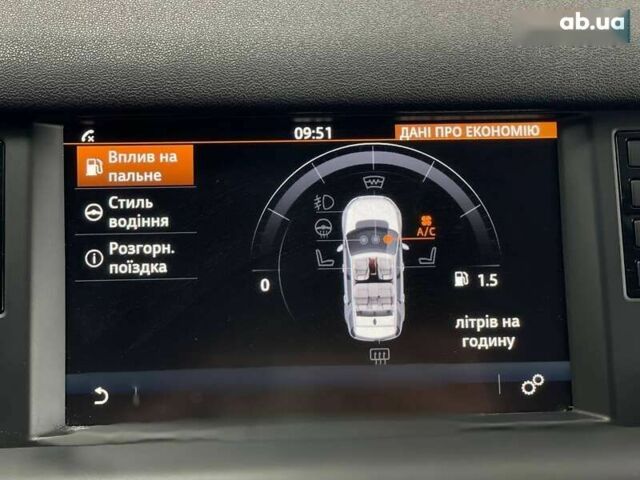 ab.ua
09:51
ДАНІ ПРО ЕКОНОМІЮ
Вплив на
пальне
Стиль
водіння
Розгорн.
поїздка
A/C
0
1.5
літрів на
годину